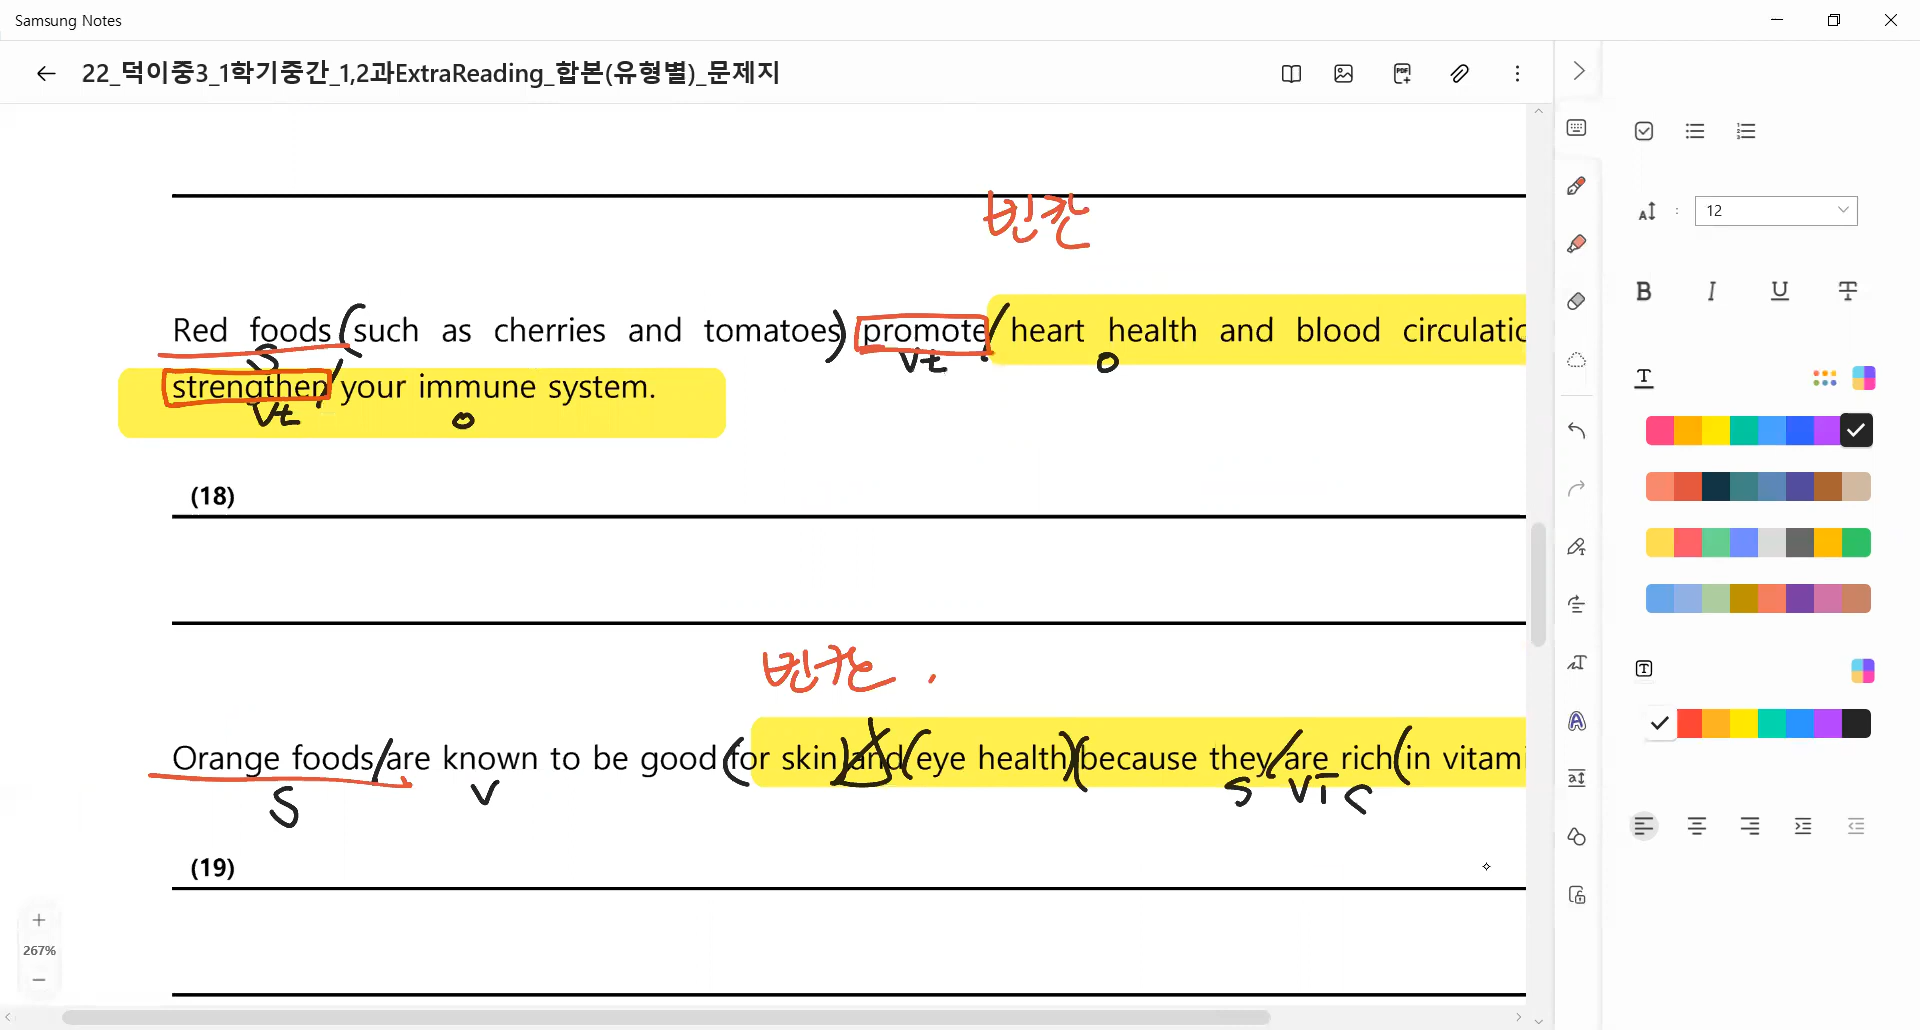 Samsung Notes
22_덕이중3_1학기중간_1,2과ExtraReading_합본(유형별)_문제지
빈칸
Red foods (such as cherries and tomatoes) promote / heart health and blood circulatio
S Vt O
strengthen / your immune system.
Vt O
(18)
빈칸.
Orange foods / are known to be good (for skin) and (eye health) (because they / are rich (in vitami
S V S Vi C
(19)
267%
12
B I U T